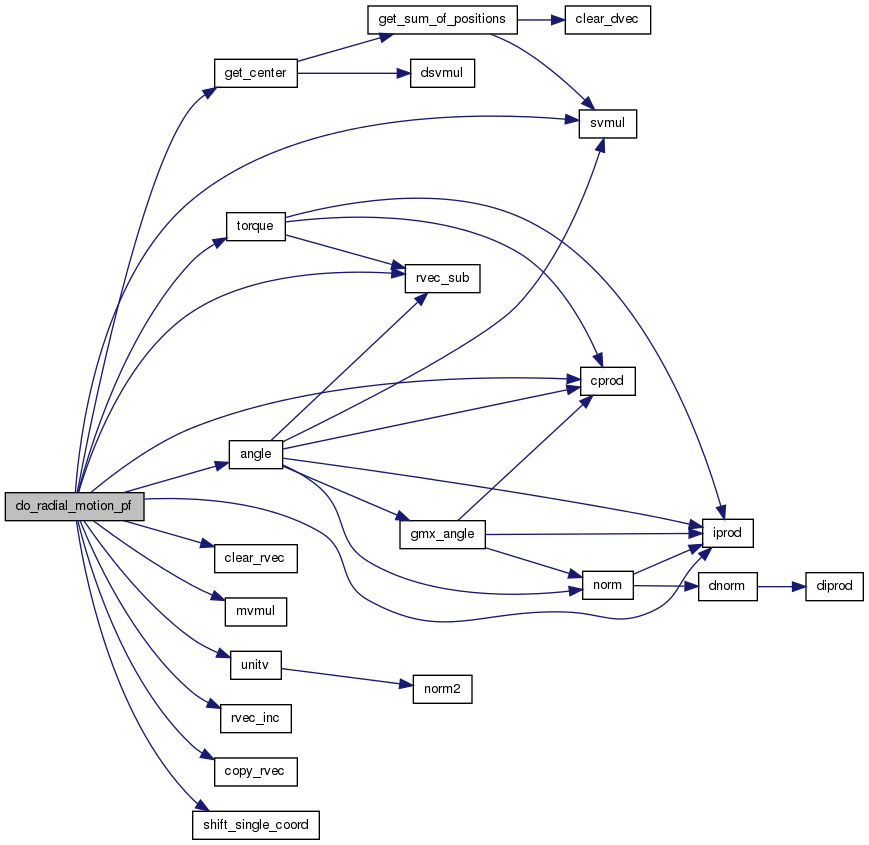 get_sum_of_positions
clear_dvec
get_center
dsvmul
svmul
torque
rvec_sub
cprod
angle
do_radial_motion_pf
gmx_angle
iprod
clear_rvec
norm
dnorm
diprod
mvmul
unitv
norm2
rvec_inc
copy_rvec
shift_single_coord